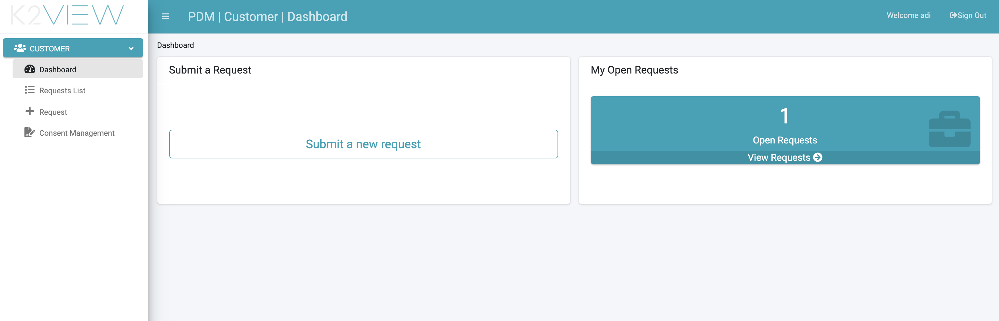 K2VIEW
PDM | Customer | Dashboard
Welcome adi
Sign Out
CUSTOMER
Dashboard
Requests List
Request
Consent Management
Dashboard
Submit a Request
Submit a new request
My Open Requests
1
Open Requests
View Requests